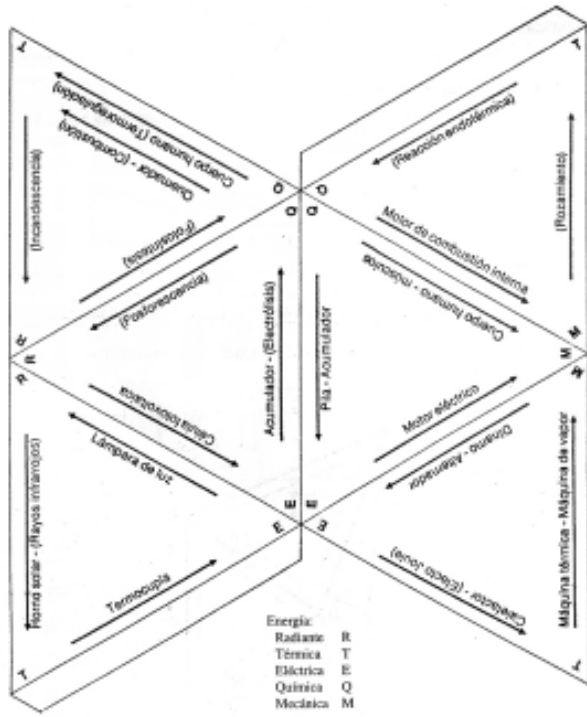 T
T
Cuerpo humano (Termoregulación)
Quemador - (Combustión)
(Incandescencia)
(Fotosíntesis)
(Reacción endotérmica)
(Rozamiento)
Motor de combustión interna
Cuerpo humano - músculos
Q
Q
Q
Q
(Fosforescencia)
Acumulador - (Electrólisis)
Pila - Acumulador
R
R
R
M
M
M
Célula fotovoltaica
Lámpara de luz
Motor eléctrico
Dínamo - Alternador
Horno solar - (Rayos infrarrojos)
Termocupla
E
E
E
E
Calefactor (Efecto Joule)
Máquina térmica - Máquina de vapor
T
T
Energía:
Radiante R
Térmica T
Eléctrica E
Química Q
Mecánica M